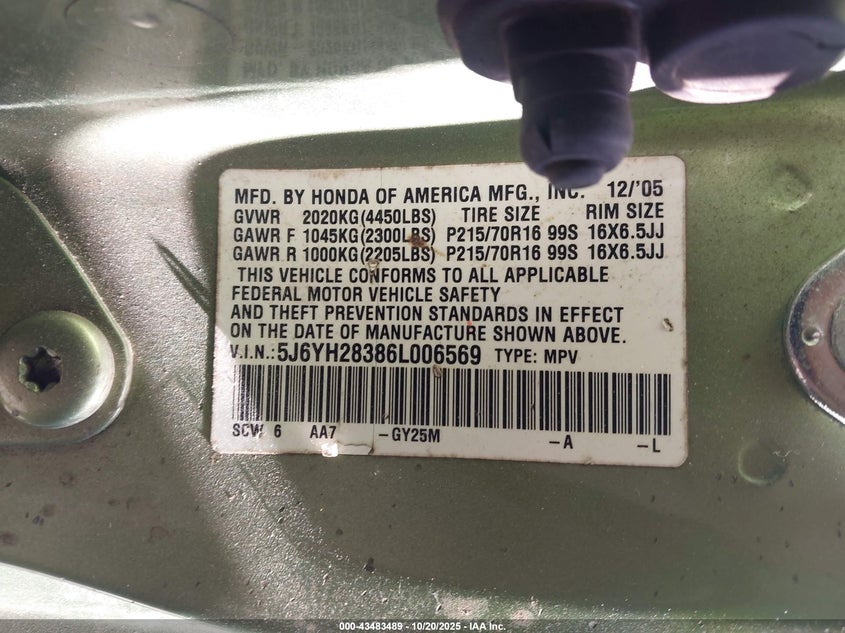 MFD. BY HONDA OF AMERICA MFG., INC. 12/'05
GVWR 2020KG(4450LBS) TIRE SIZE RIM SIZE
GAWR F 1045KG(2300LBS) P215/70R16 99S 16X6.5JJ
GAWR R 1000KG(2205LBS) P215/70R16 99S 16X6.5JJ
THIS VEHICLE CONFORMS TO ALL APPLICABLE
FEDERAL MOTOR VEHICLE SAFETY
AND THEFT PREVENTION STANDARDS IN EFFECT
ON THE DATE OF MANUFACTURE SHOWN ABOVE.
V.I.N.:5J6YH28386L006569 TYPE: MPV
SCW 6 AA7 -GY25M -A -L
000-43483489 - 10/20/2025 - IAA Inc.